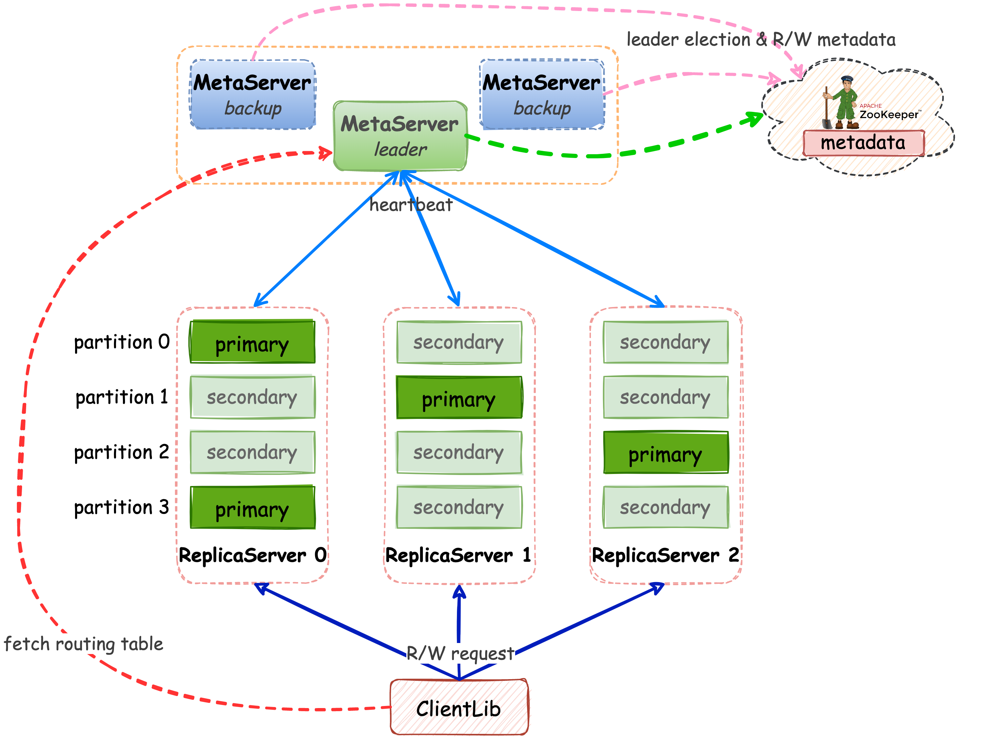 leader election & R/W metadata
MetaServer
backup
MetaServer
backup
MetaServer
leader
ZOO
APACHE
ZooKeeper™
metadata
heartbeat
partition 0
primary
secondary
secondary
partition 1
secondary
primary
secondary
partition 2
secondary
secondary
primary
partition 3
primary
secondary
secondary
ReplicaServer 0
ReplicaServer 1
ReplicaServer 2
fetch routing table
R/W request
ClientLib